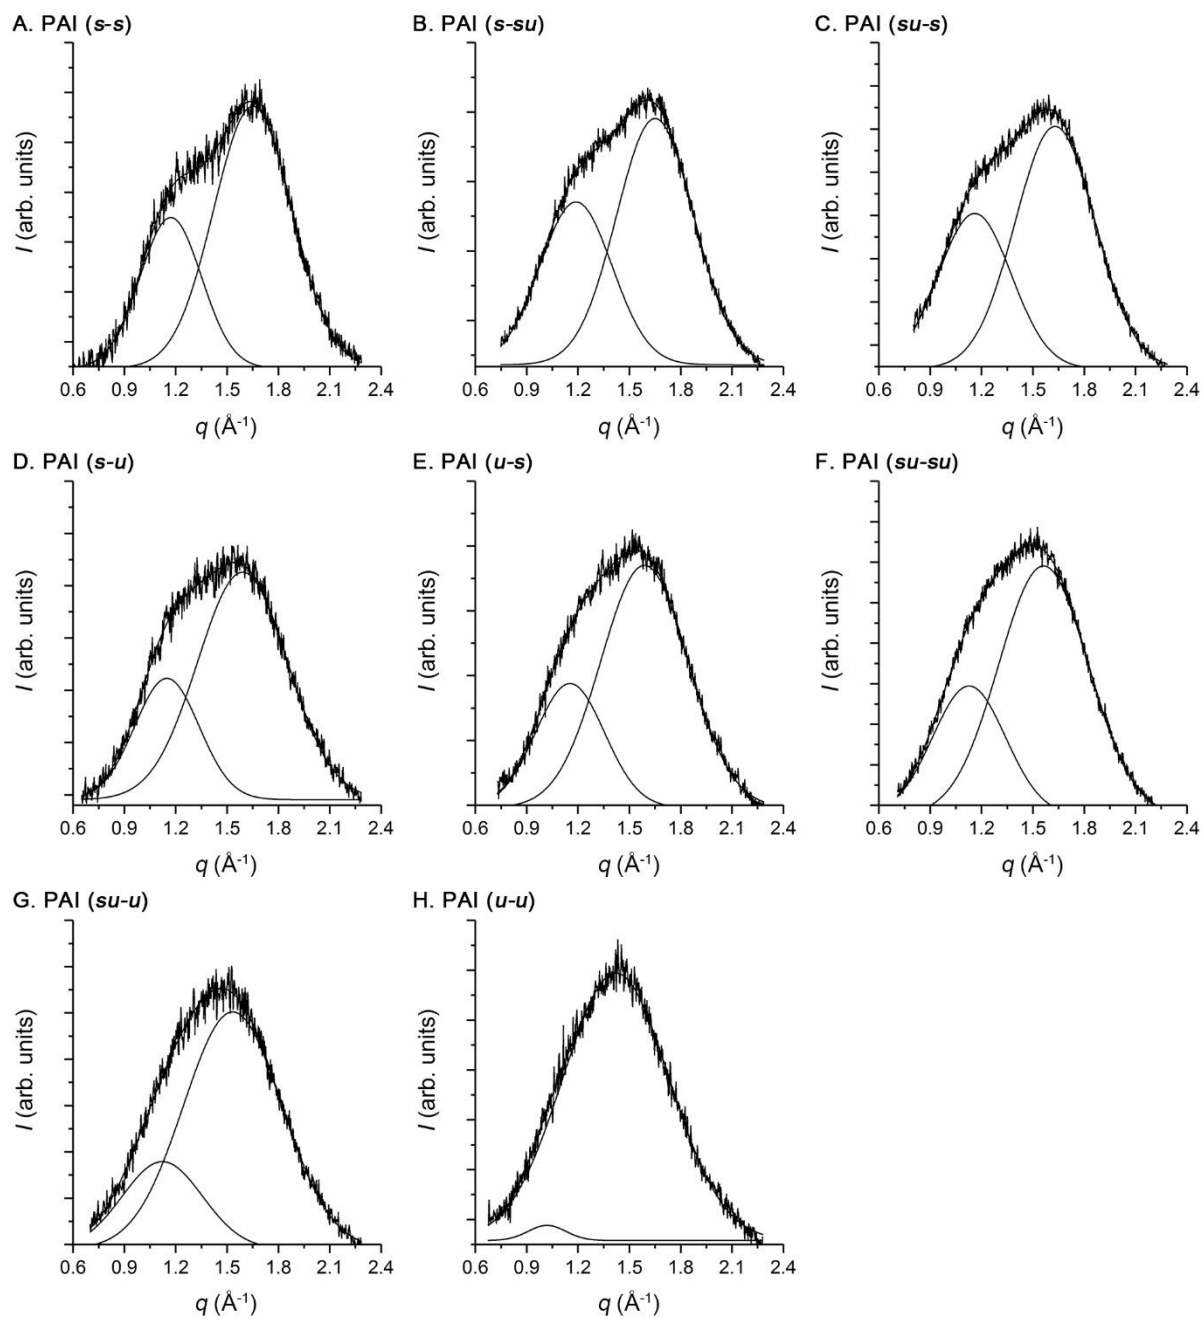 A. PAI (s-s)
B. PAI (s-su)
C. PAI (su-s)
I (arb. units)
I (arb. units)
I (arb. units)
0.6 0.9 1.2 1.5 1.8 2.1 2.4
0.6 0.9 1.2 1.5 1.8 2.1 2.4
0.6 0.9 1.2 1.5 1.8 2.1 2.4
q (Å⁻¹)
q (Å⁻¹)
q (Å⁻¹)
D. PAI (s-u)
E. PAI (u-s)
F. PAI (su-su)
I (arb. units)
I (arb. units)
I (arb. units)
0.6 0.9 1.2 1.5 1.8 2.1 2.4
0.6 0.9 1.2 1.5 1.8 2.1 2.4
0.6 0.9 1.2 1.5 1.8 2.1 2.4
q (Å⁻¹)
q (Å⁻¹)
q (Å⁻¹)
G. PAI (su-u)
H. PAI (u-u)
I (arb. units)
I (arb. units)
0.6 0.9 1.2 1.5 1.8 2.1 2.4
0.6 0.9 1.2 1.5 1.8 2.1 2.4
q (Å⁻¹)
q (Å⁻¹)